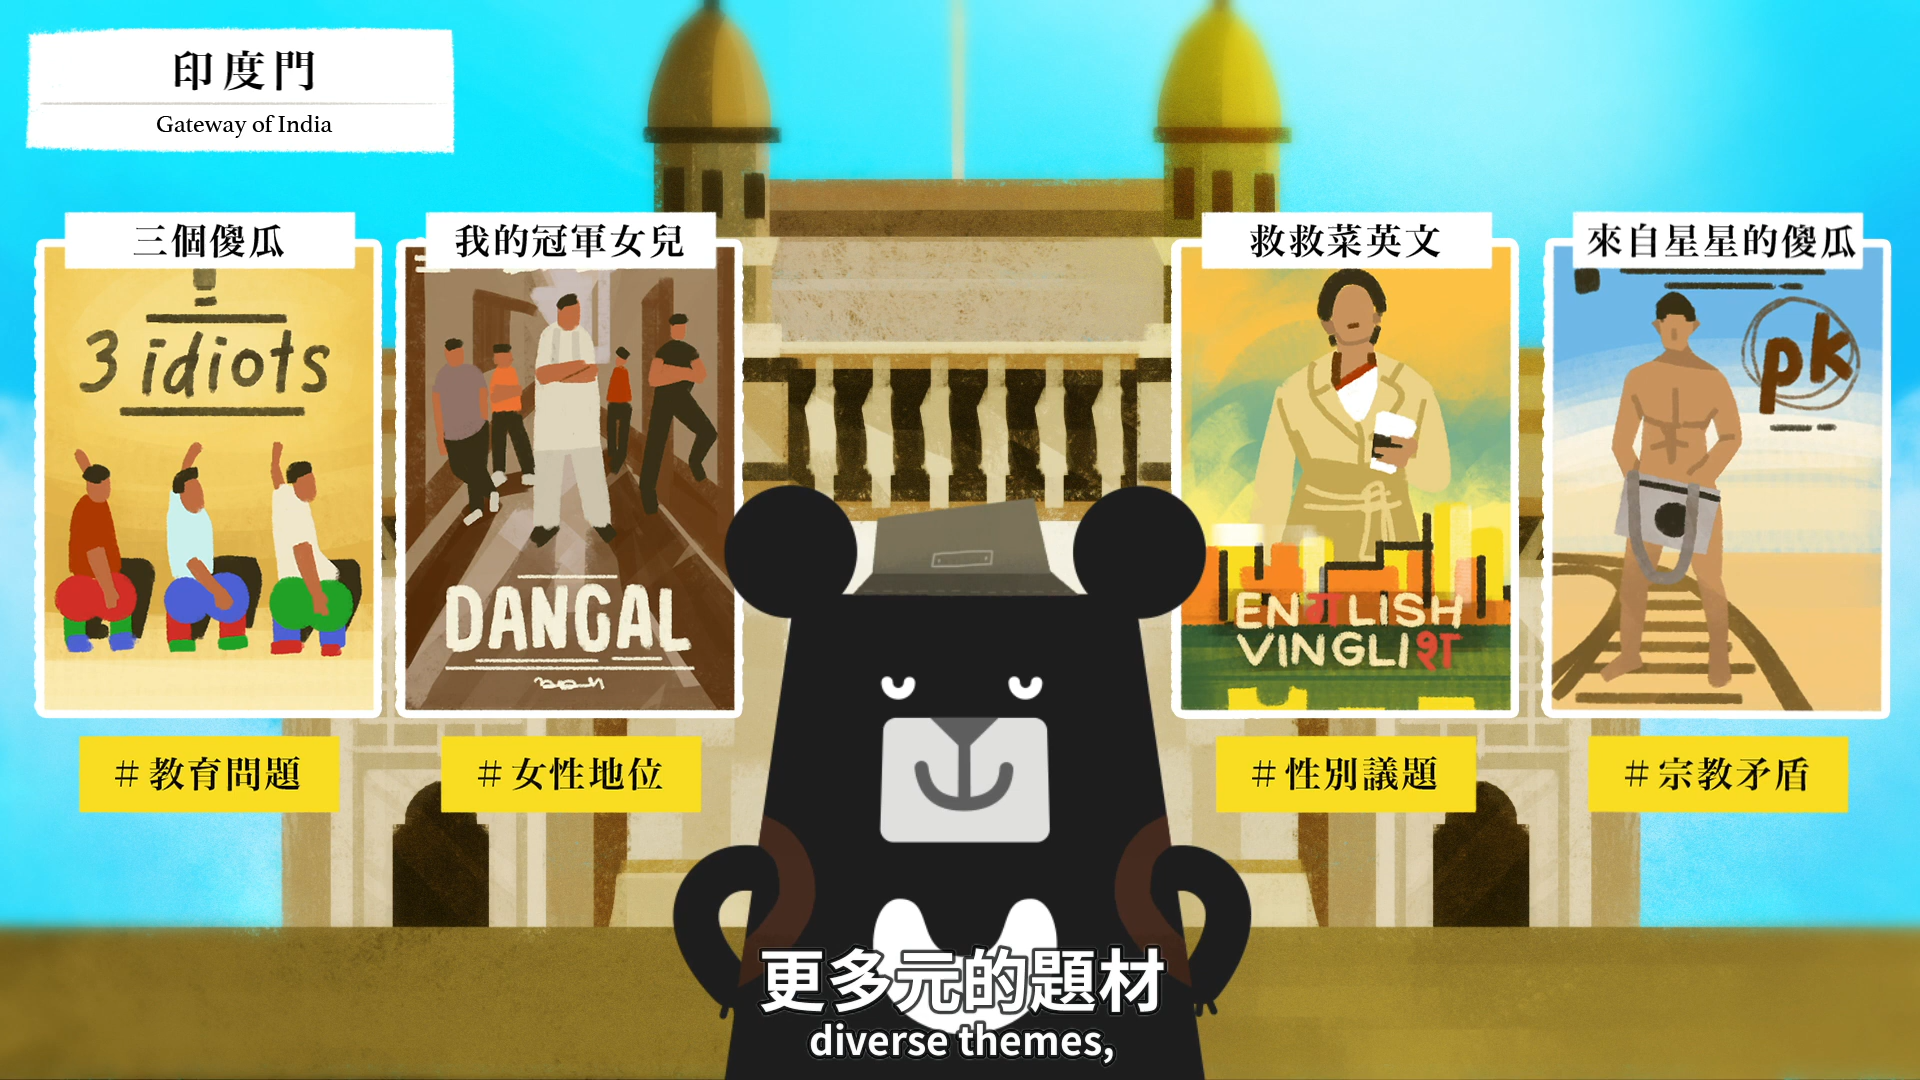 印度門
Gateway of India
三個傻瓜
3 idiots
#教育問題
我的冠軍女兒
DANGAL
#女性地位
救救菜英文
ENगLISH
VINGLIश
#性別議題
來自星星的傻瓜
pk
#宗教矛盾
更多元的題材
diverse themes,